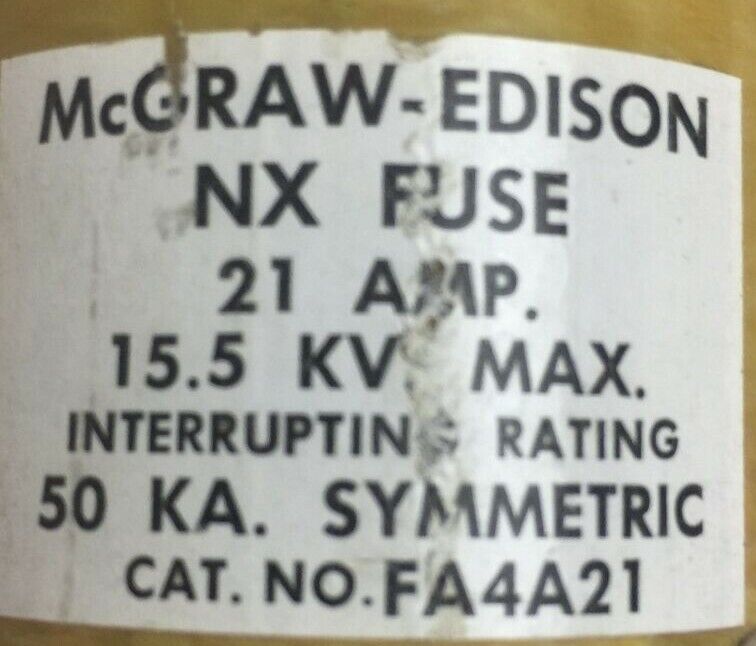 McGRAW-EDISON
NX FUSE
21 AMP.
15.5 KV MAX.
INTERRUPTING RATING
50 KA. SYMMETRIC
CAT. NO. FA4A21